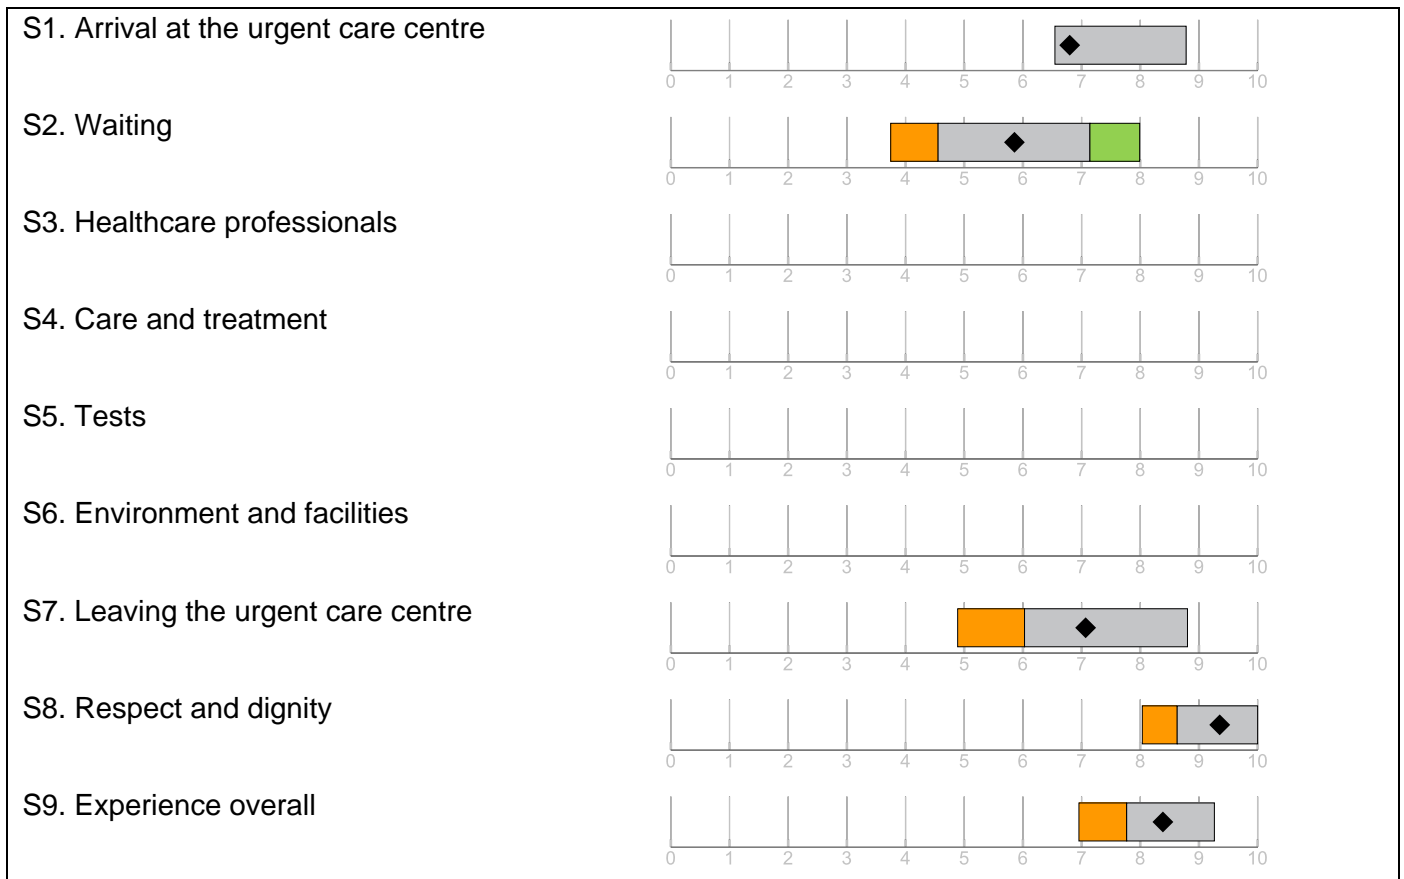 S1. Arrival at the urgent care centre
0 1 2 3 4 5 6 7 8 9 10
S2. Waiting
0 1 2 3 4 5 6 7 8 9 10
S3. Healthcare professionals
0 1 2 3 4 5 6 7 8 9 10
S4. Care and treatment
0 1 2 3 4 5 6 7 8 9 10
S5. Tests
0 1 2 3 4 5 6 7 8 9 10
S6. Environment and facilities
0 1 2 3 4 5 6 7 8 9 10
S7. Leaving the urgent care centre
0 1 2 3 4 5 6 7 8 9 10
S8. Respect and dignity
0 1 2 3 4 5 6 7 8 9 10
S9. Experience overall
0 1 2 3 4 5 6 7 8 9 10